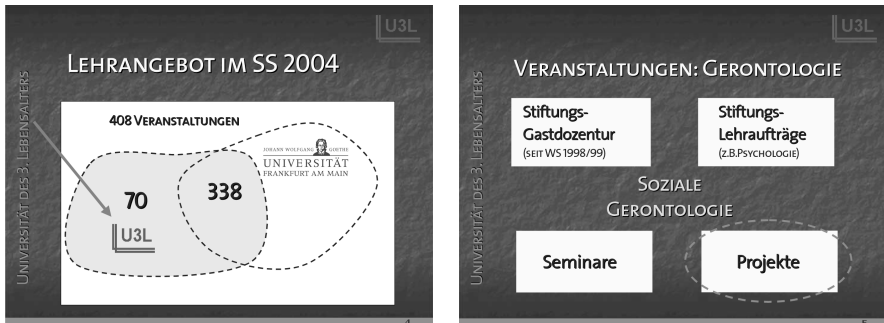 U3L
LEHRANGEBOT IM SS 2004
UNIVERSITÄT DES 3. LEBENSALTERS
408 VERANSTALTUNGEN
JOHANN WOLFGANG GOETHE
UNIVERSITÄT
FRANKFURT AM MAIN
70
338
U3L
U3L
VERANSTALTUNGEN: GERONTOLOGIE
UNIVERSITÄT DES 3. LEBENSALTERS
Stiftungs-
Gastdozentur
(SEIT WS 1998/99)
Stiftungs-
Lehraufträge
(Z.B.PSYCHOLOGIE)
SOZIALE
GERONTOLOGIE
Seminare
Projekte